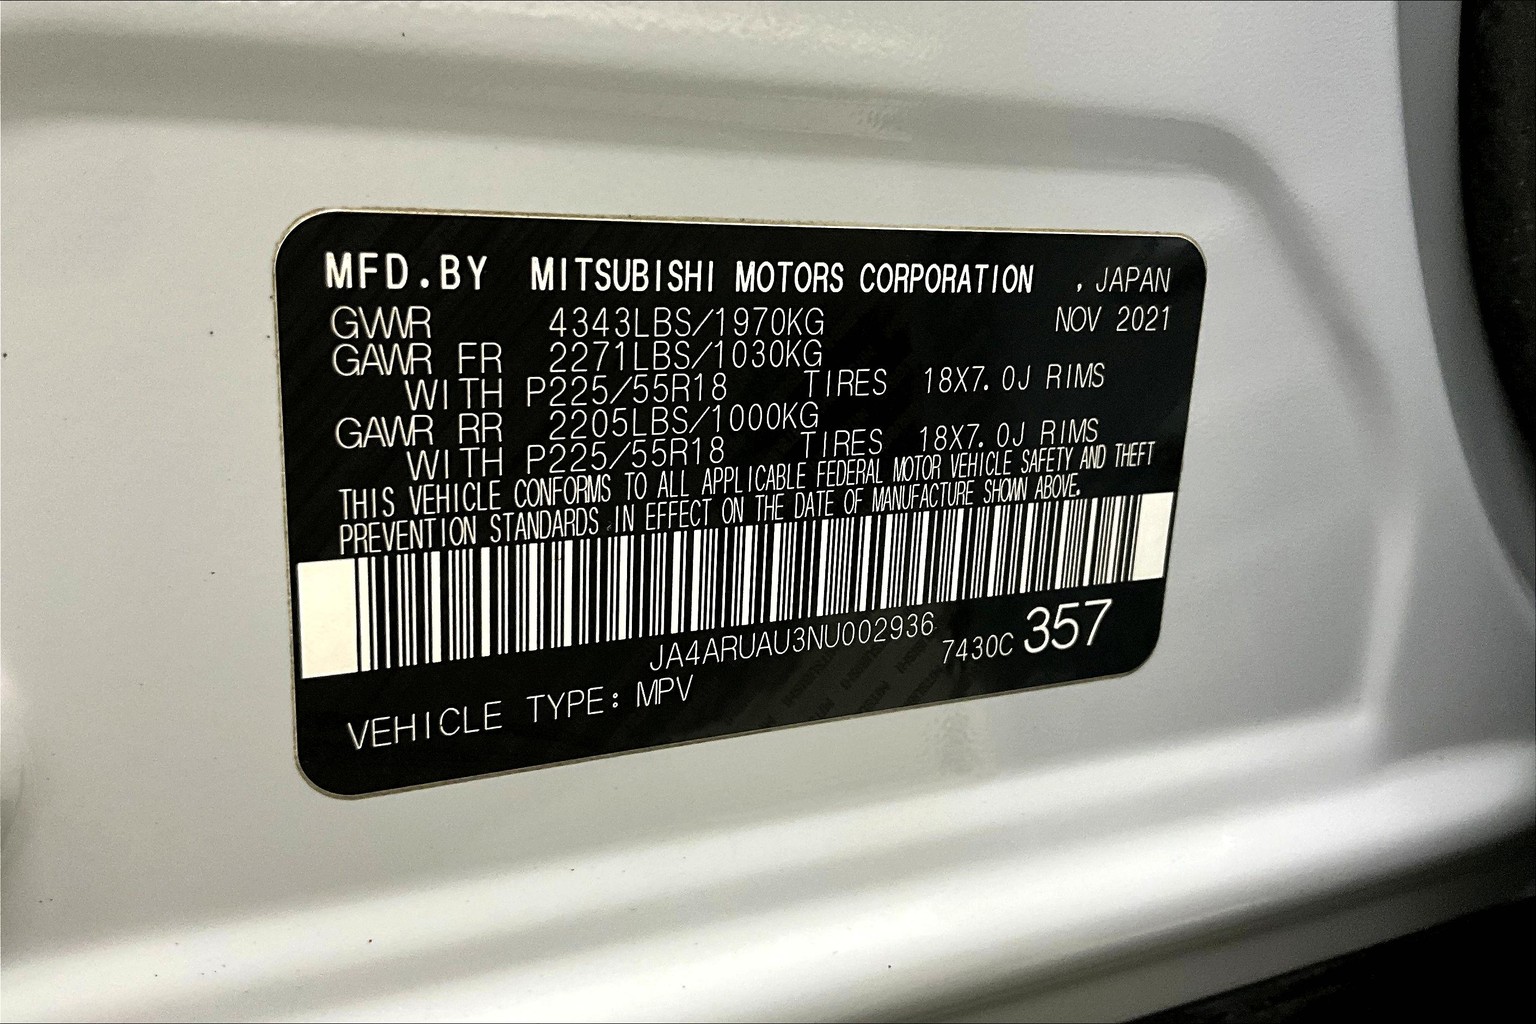 MFD.BY MITSUBISHI MOTORS CORPORATION , JAPAN
GVWR 4343LBS/1970KG NOV 2021
GAWR FR 2271LBS/1030KG
WITH P225/55R18 TIRES 18X7.0J RIMS
GAWR RR 2205LBS/1000KG
WITH P225/55R18 TIRES 18X7.0J RIMS
THIS VEHICLE CONFORMS TO ALL APPLICABLE FEDERAL MOTOR VEHICLE SAFETY AND THEFT
PREVENTION STANDARDS IN EFFECT ON THE DATE OF MANUFACTURE SHOWN ABOVE.
JA4ARUAU3NU002936 7430C 357
VEHICLE TYPE: MPV